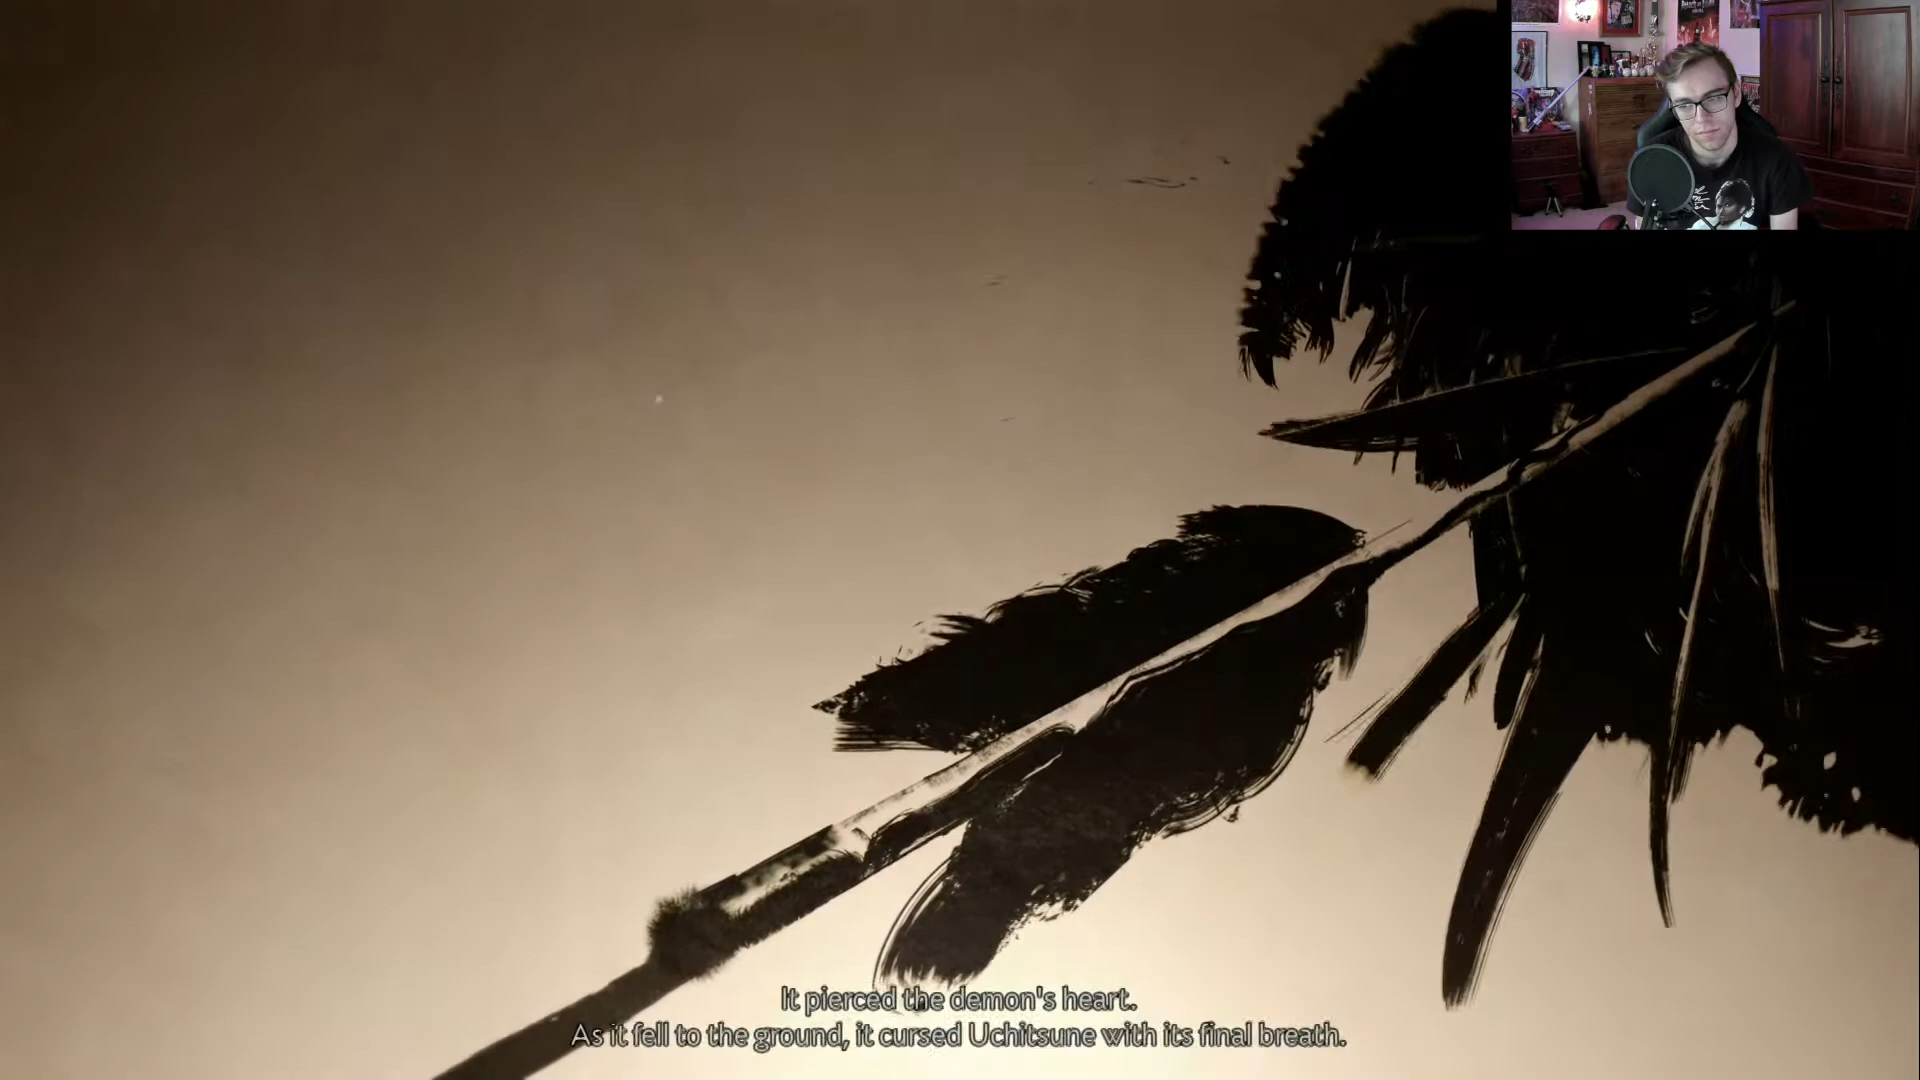 It pierced the demon's heart.
As it fell to the ground, it cursed Uchitsune with its final breath.